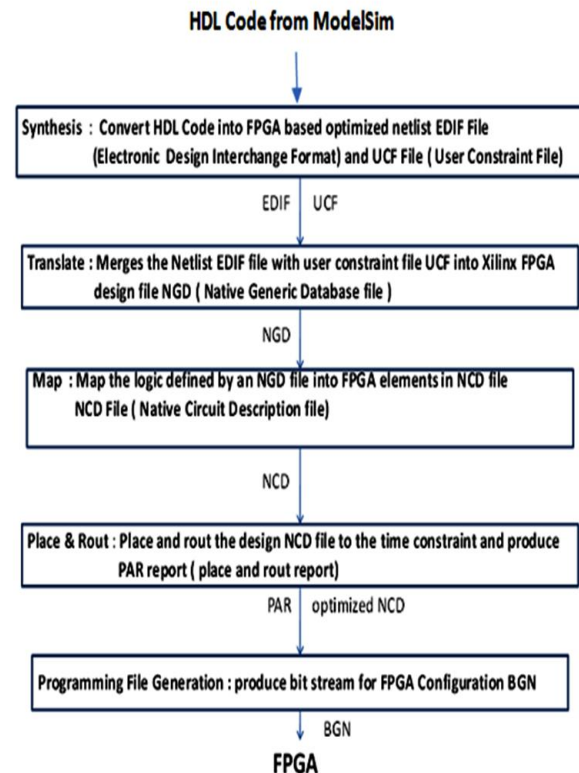 HDL Code from ModelSim
Synthesis : Convert HDL Code into FPGA based optimized netlist EDIF File
(Electronic Design Interchange Format) and UCF File ( User Constraint File)
EDIF UCF
Translate : Merges the Netlist EDIF file with user constraint file UCF into Xilinx FPGA
design file NGD ( Native Generic Database file )
NGD
Map : Map the logic defined by an NGD file into FPGA elements in NCD file
NCD File ( Native Circuit Description file)
NCD
Place & Rout : Place and rout the design NCD file to the time constraint and produce
PAR report ( place and rout report)
PAR optimized NCD
Programming File Generation : produce bit stream for FPGA Configuration BGN
BGN
FPGA